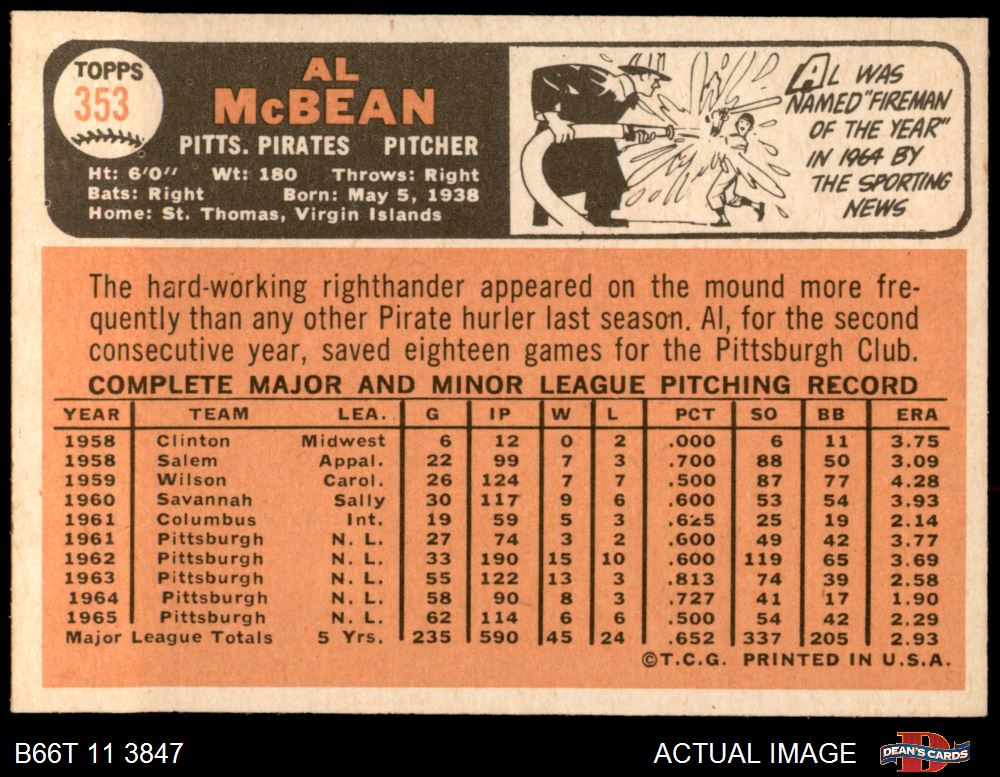 TOPPS
353
AL
McBEAN
PITTS. PIRATES PITCHER
Ht: 6'0" Wt: 180 Throws: Right
Bats: Right Born: May 5, 1938
Home: St. Thomas, Virgin Islands
AL WAS
NAMED "FIREMAN
OF THE YEAR"
IN 1964 BY
THE SPORTING
NEWS
The hard-working righthander appeared on the mound more fre-
quently than any other Pirate hurler last season. Al, for the second
consecutive year, saved eighteen games for the Pittsburgh Club.
COMPLETE MAJOR AND MINOR LEAGUE PITCHING RECORD
YEAR TEAM LEA. G IP W L PCT SO BB ERA
1958 Clinton Midwest 6 12 0 2 .000 6 11 3.75
1958 Salem Appal. 22 99 7 3 .700 88 50 3.09
1959 Wilson Carol. 26 124 7 7 .500 87 77 4.28
1960 Savannah Sally 30 117 9 6 .600 53 54 3.93
1961 Columbus Int. 19 59 5 3 .625 25 19 2.14
1961 Pittsburgh N. L. 27 74 3 2 .600 49 42 3.77
1962 Pittsburgh N. L. 33 190 15 10 .600 119 65 3.69
1963 Pittsburgh N. L. 55 122 13 3 .813 74 39 2.58
1964 Pittsburgh N. L. 58 90 8 3 .727 41 17 1.90
1965 Pittsburgh N. L. 62 114 6 6 .500 54 42 2.29
Major League Totals 5 Yrs. 235 590 45 24 .652 337 205 2.93
©T.C.G. PRINTED IN U.S.A.
B66T 11 3847
ACTUAL IMAGE
D
DEAN'S CARDS